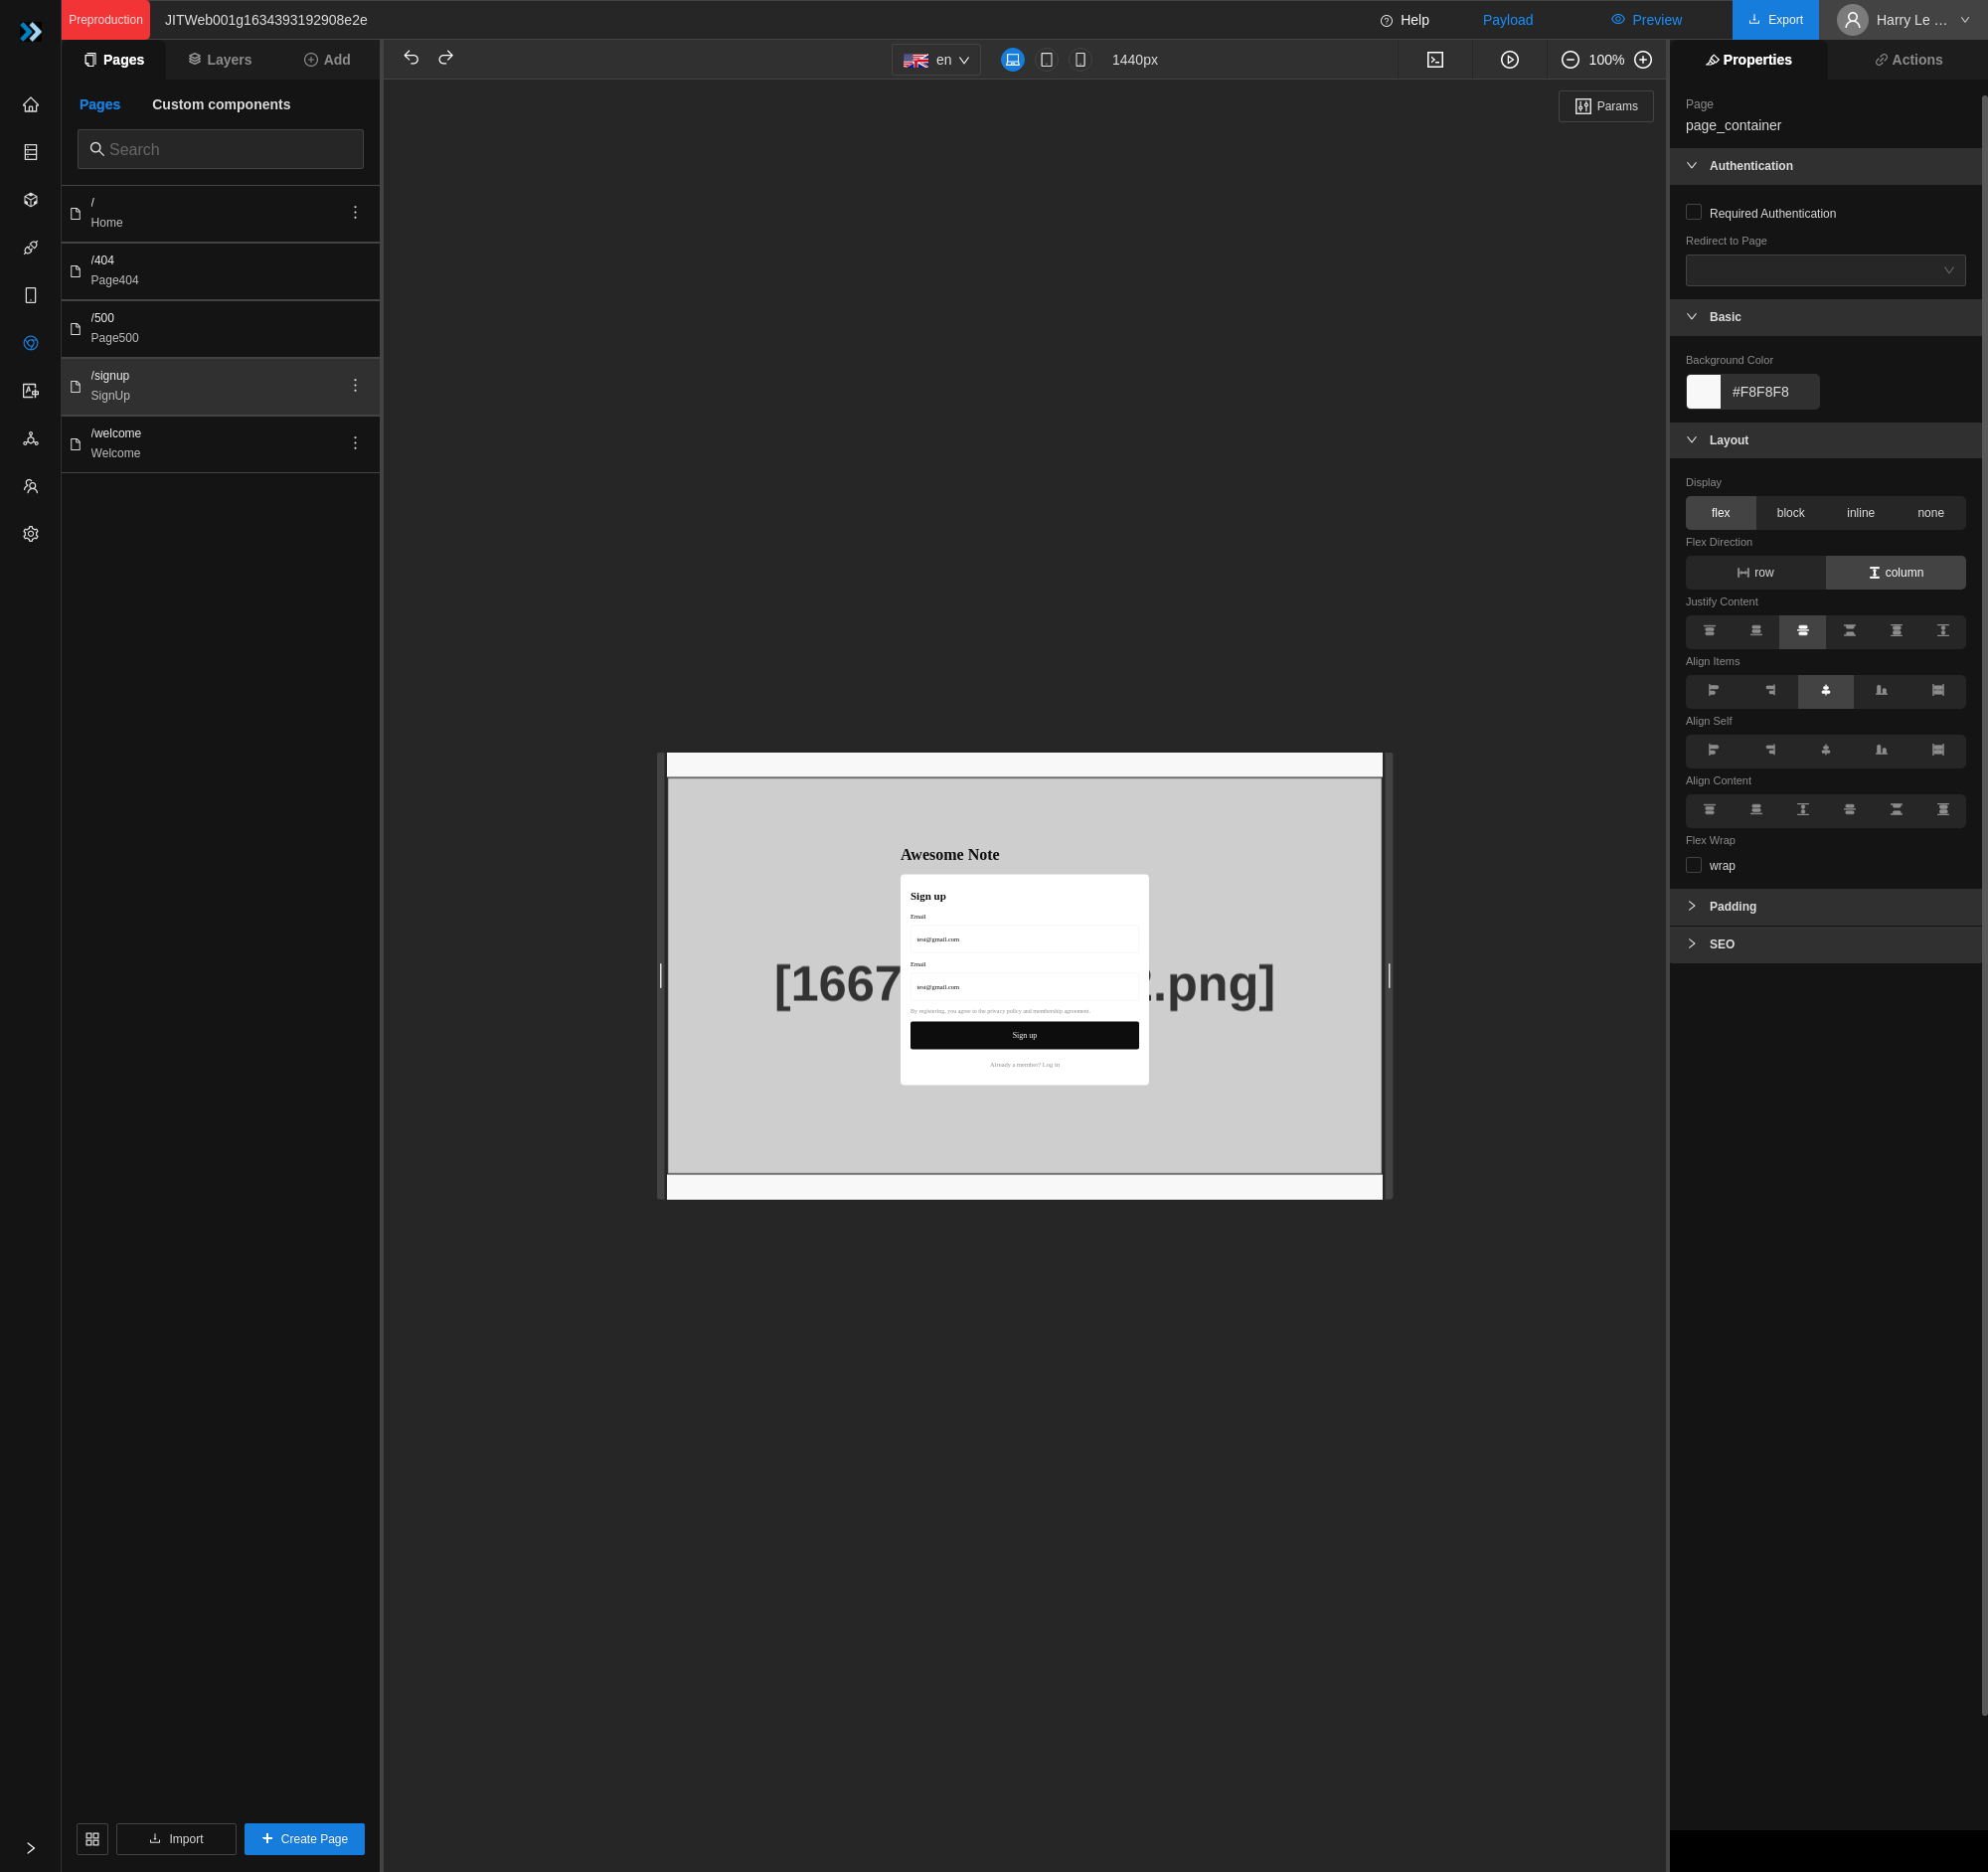 Preproduction
JITWeb001g1634393192908e2e
Help
Payload
Preview
Export
Harry Le ...
Pages
Layers
Add
en
1440px
100%
Properties
Actions
Pages
Custom components
Search
/
Home
/404
Page404
/500
Page500
/signup
SignUp
/welcome
Welcome
Import
Create Page
Params
Awesome Note
Sign up
Email
test@gmail.com
Email
test@gmail.com
[1667
.png]
By registering, you agree to the privacy policy and membership agreement.
Sign up
Already a member? Log in
Page
page_container
Authentication
Required Authentication
Redirect to Page
Basic
Background Color
#F8F8F8
Layout
Display
flex block inline none
Flex Direction
row column
Justify Content
Align Items
Align Self
Align Content
Flex Wrap
wrap
Padding
SEO